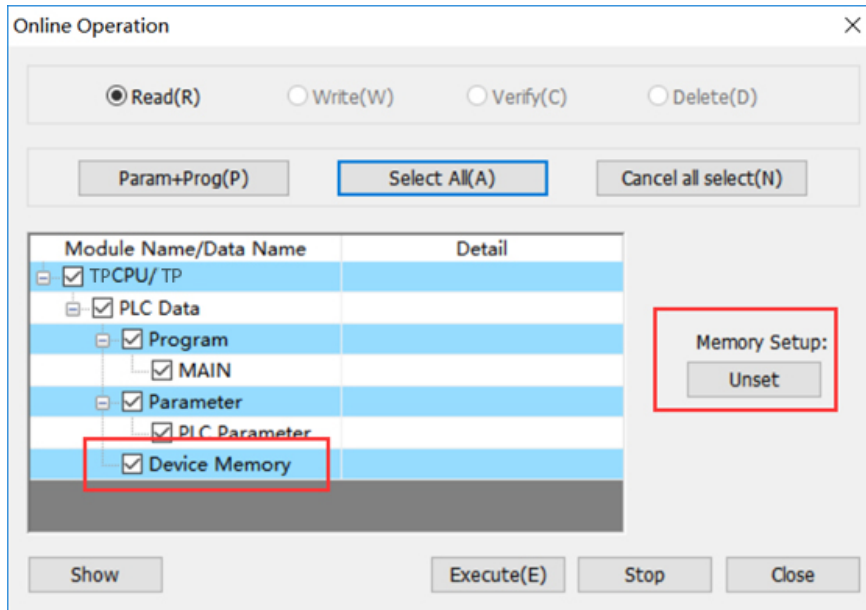 Online Operation
Read(R) Write(W) Verify(C) Delete(D)
Param+Prog(P) Select All(A) Cancel all select(N)
Module Name/Data Name Detail
TPCPU/ TP
PLC Data
Program
MAIN
Parameter
PLC Parameter
Device Memory
Memory Setup:
Unset
Show Execute(E) Stop Close